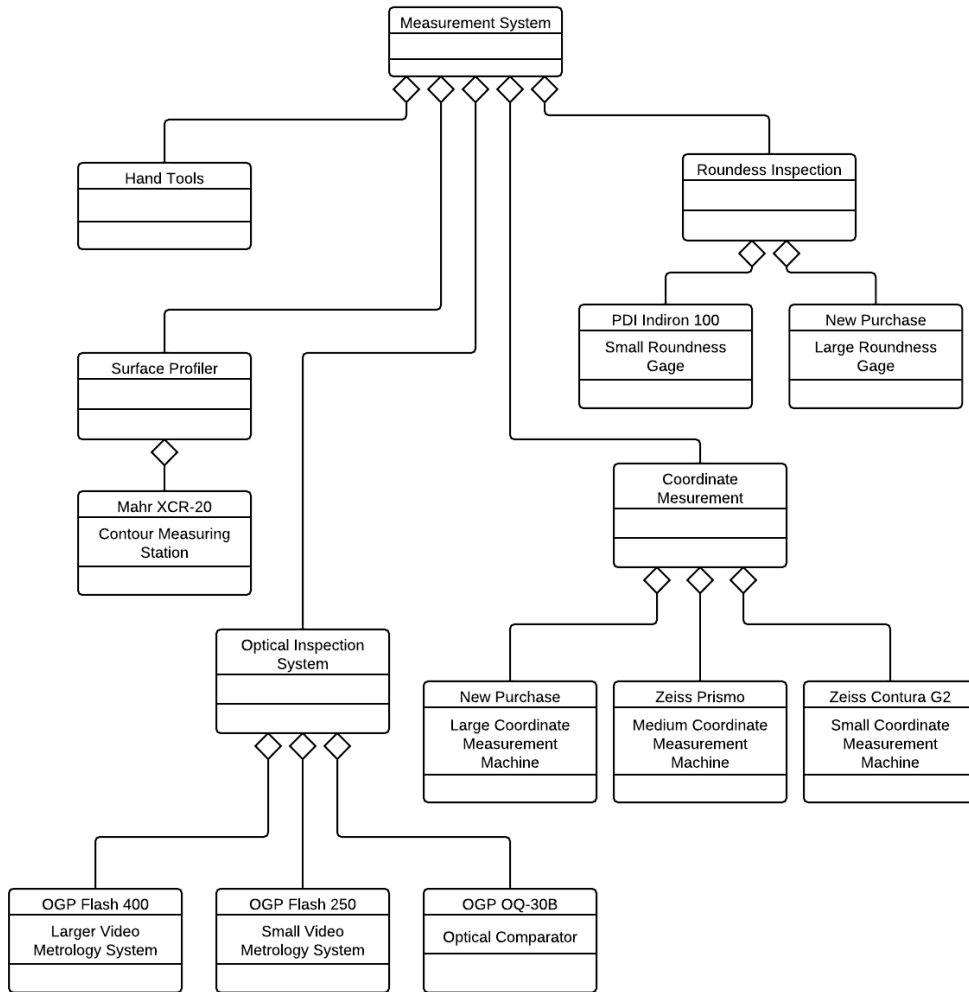 Measurement System
Hand Tools
Roundess Inspection
PDI Indiron 100
Small Roundness
Gage
New Purchase
Large Roundness
Gage
Surface Profiler
Mahr XCR-20
Contour Measuring
Station
Coordinate
Mesurement
Optical Inspection
System
New Purchase
Large Coordinate
Measurement
Machine
Zeiss Prismo
Medium Coordinate
Measurement
Machine
Zeiss Contura G2
Small Coordinate
Measurement
Machine
OGP Flash 400
Larger Video
Metrology System
OGP Flash 250
Small Video
Metrology System
OGP OQ-30B
Optical Comparator